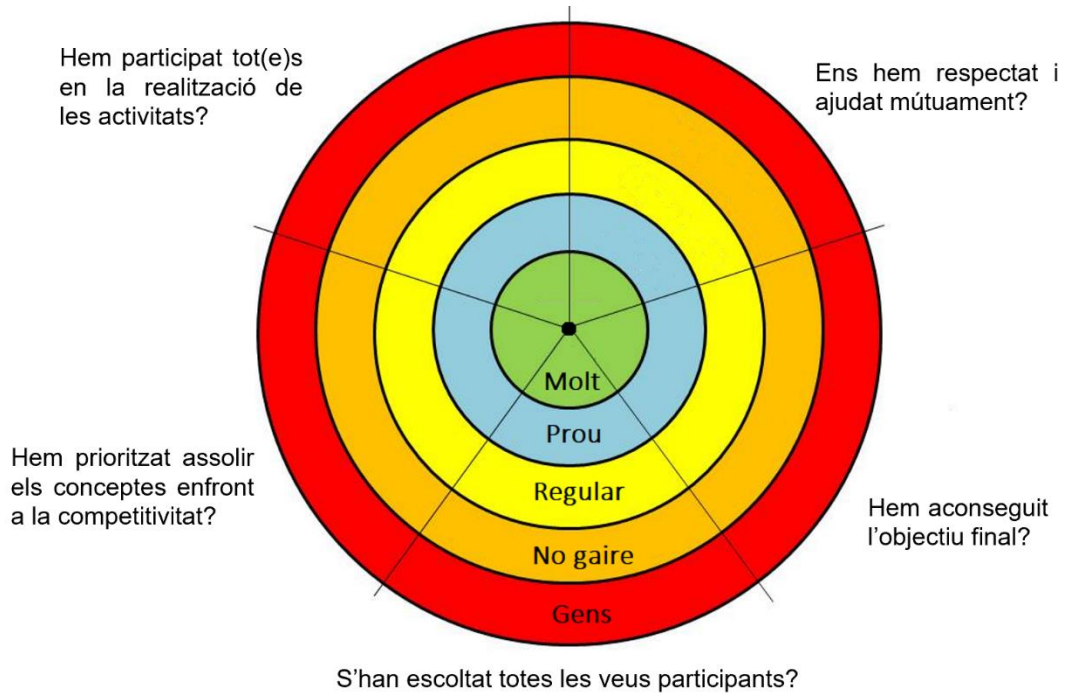 Hem participat tot(e)s
en la realització de
les activitats?
Ens hem respectat i
ajudat mútuament?
Molt
Prou
Regular
No gaire
Gens
Hem prioritzat assolir
els conceptes enfront
a la competitivitat?
Hem aconseguit
l’objectiu final?
S’han escoltat totes les veus participants?